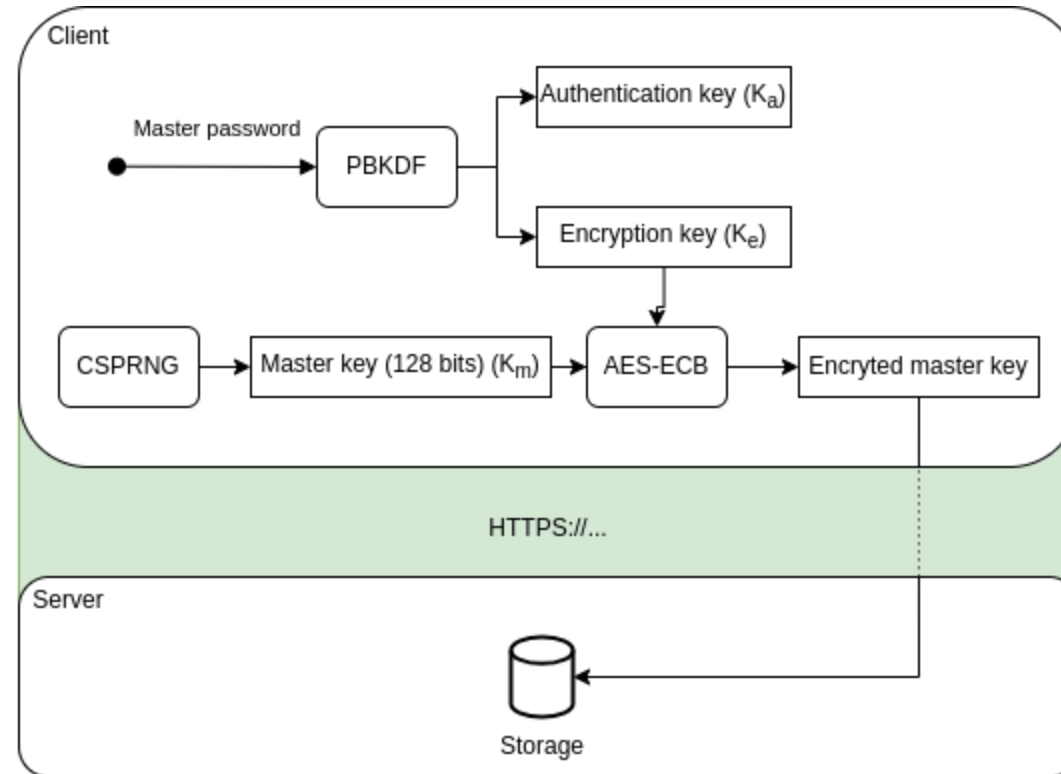 Client
Master password
PBKDF
Authentication key (Ka)
Encryption key (Ke)
CSPRNG
Master key (128 bits) (Km)
AES-ECB
Encryted master key
HTTPS://...
Server
Storage